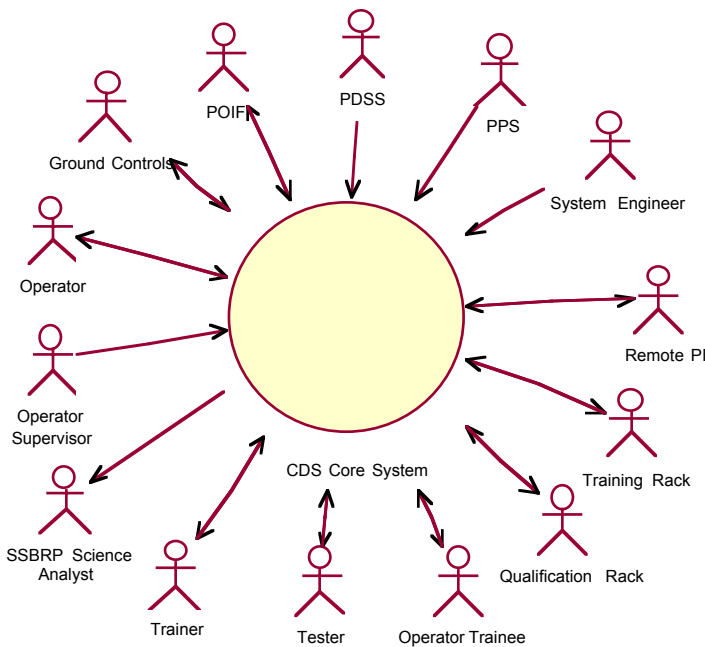 PDSS
POIF
PPS
Ground Controls
System Engineer
Operator
Remote PI
Operator
Supervisor
CDS Core System
Training Rack
SSBRP Science
Analyst
Qualification Rack
Trainer
Tester
Operator Trainee